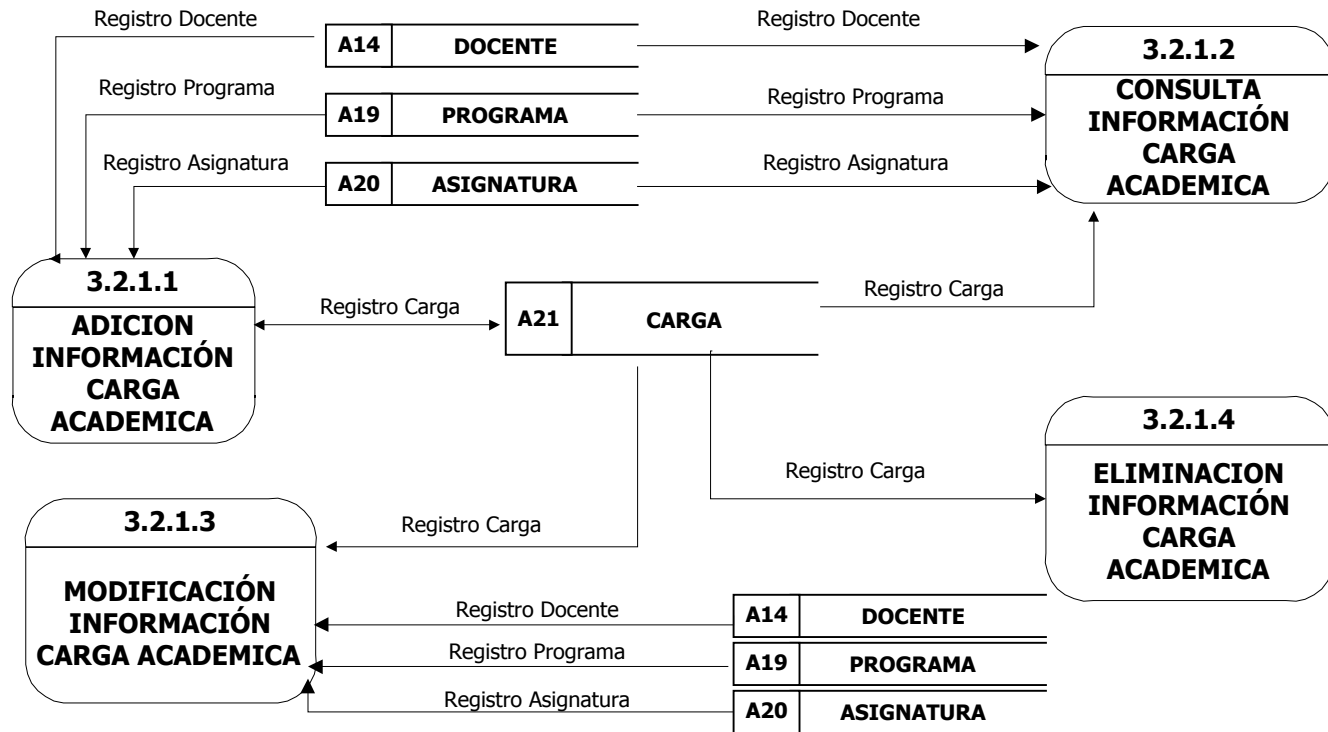 Registro Docente
A14 DOCENTE
Registro Docente
3.2.1.2
CONSULTA
INFORMACIÓN
CARGA
ACADEMICA
Registro Programa
A19 PROGRAMA
Registro Programa
Registro Asignatura
A20 ASIGNATURA
Registro Asignatura
3.2.1.1
ADICION
INFORMACIÓN
CARGA
ACADEMICA
Registro Carga
A21 CARGA
Registro Carga
3.2.1.4
ELIMINACION
INFORMACIÓN
CARGA
ACADEMICA
Registro Carga
3.2.1.3
MODIFICACIÓN
INFORMACIÓN
CARGA ACADEMICA
Registro Carga
Registro Docente
A14 DOCENTE
Registro Programa
A19 PROGRAMA
Registro Asignatura
A20 ASIGNATURA